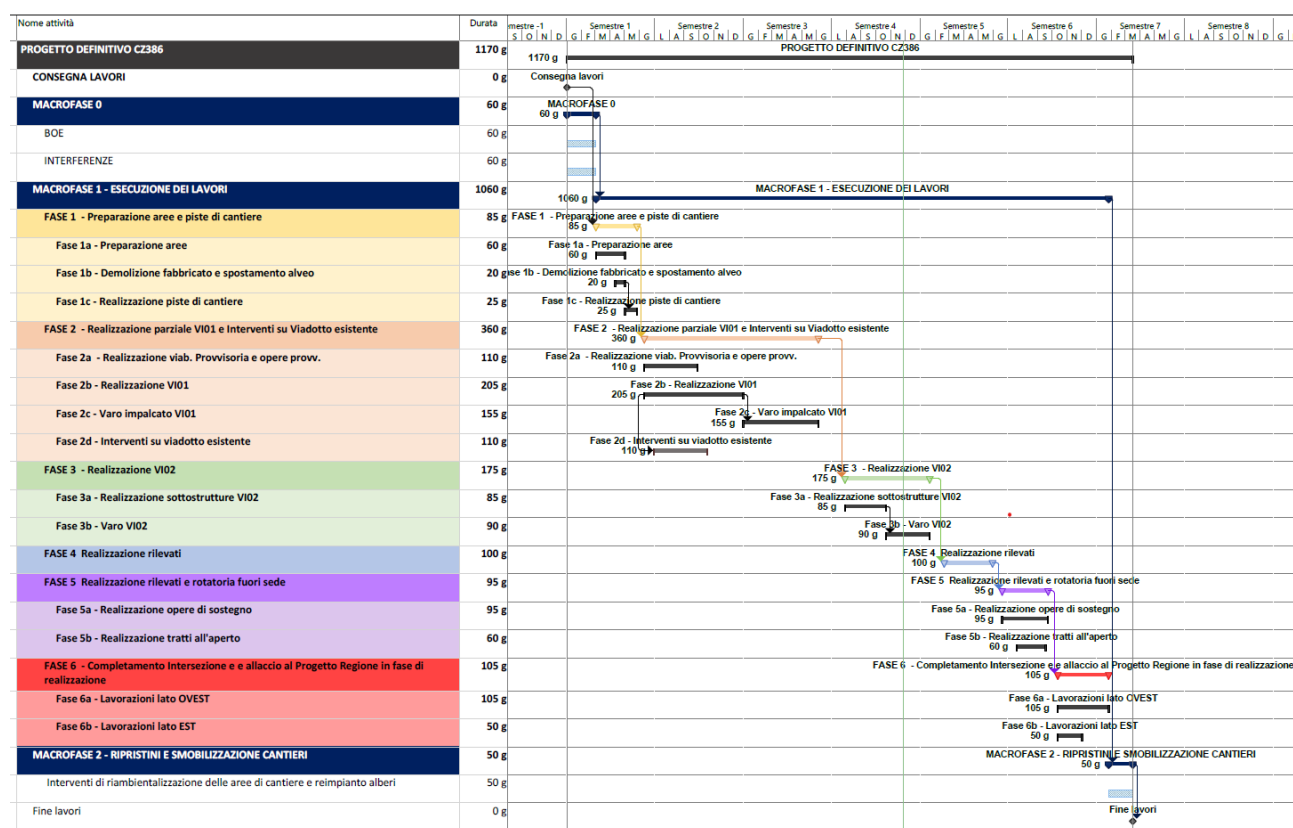 Nome attività Durata mestre -1 Semestre 1 Semestre 2 Semestre 3 Semestre 4 Semestre 5 Semestre 6 Semestre 7 Semestre 8
S O N D G F M A M G L A S O N D G F M A M G L A S O N D G F M A M G L A S O N D G F M A M G L A S O N D G
PROGETTO DEFINITIVO CZ386 1170 g PROGETTO DEFINITIVO CZ386
1170 g
CONSEGNA LAVORI 0 g Consegna lavori
MACROFASE 0 60 g MACROFASE 0
60 g
BOE 60 g
INTERFERENZE 60 g
MACROFASE 1 - ESECUZIONE DEI LAVORI 1060 g MACROFASE 1 - ESECUZIONE DEI LAVORI
1060 g
FASE 1 - Preparazione aree e piste di cantiere 85 g FASE 1 - Preparazione aree e piste di cantiere
85 g
Fase 1a - Preparazione aree 60 g Fase 1a - Preparazione aree
60 g
Fase 1b - Demolizione fabbricato e spostamento alveo 20 g ase 1b - Demolizione fabbricato e spostamento alveo
20 g
Fase 1c - Realizzazione piste di cantiere 25 g Fase 1c - Realizzazione piste di cantiere
25 g
FASE 2 - Realizzazione parziale VI01 e Interventi su Viadotto esistente 360 g FASE 2 - Realizzazione parziale VI01 e Interventi su Viadotto esistente
360 g
Fase 2a - Realizzazione viab. Provvisoria e opere provv. 110 g Fase 2a - Realizzazione viab. Provvisoria e opere provv.
110 g
Fase 2b - Realizzazione VI01 205 g Fase 2b - Realizzazione VI01
205 g
Fase 2c - Varo impalcato VI01 155 g Fase 2c - Varo impalcato VI01
155 g
Fase 2d - Interventi su viadotto esistente 110 g Fase 2d - Interventi su viadotto esistente
110 g
FASE 3 - Realizzazione VI02 175 g FASE 3 - Realizzazione VI02
175 g
Fase 3a - Realizzazione sottostrutture VI02 85 g Fase 3a - Realizzazione sottostrutture VI02
85 g
Fase 3b - Varo VI02 90 g Fase 3b - Varo VI02
90 g
FASE 4 Realizzazione rilevati 100 g FASE 4 Realizzazione rilevati
100 g
FASE 5 Realizzazione rilevati e rotatoria fuori sede 95 g FASE 5 Realizzazione rilevati e rotatoria fuori sede
95 g
Fase 5a - Realizzazione opere di sostegno 95 g Fase 5a - Realizzazione opere di sostegno
95 g
Fase 5b - Realizzazione tratti all'aperto 60 g Fase 5b - Realizzazione tratti all'aperto
60 g
FASE 6 - Completamento Intersezione e e allaccio al Progetto Regione in fase di 105 g FASE 6 - Completamento Intersezione e e allaccio al Progetto Regione in fase di realizzazione
realizzazione 105 g
Fase 6a - Lavorazioni lato OVEST 105 g Fase 6a - Lavorazioni lato OVEST
105 g
Fase 6b - Lavorazioni lato EST 50 g Fase 6b - Lavorazioni lato EST
50 g
MACROFASE 2 - RIPRISTINI E SMOBILIZZAZIONE CANTIERI 50 g MACROFASE 2 - RIPRISTINI E SMOBILIZZAZIONE CANTIERI
50 g
Interventi di riambientalizzazione delle aree di cantiere e reimpianto alberi 50 g
Fine lavori 0 g Fine lavori